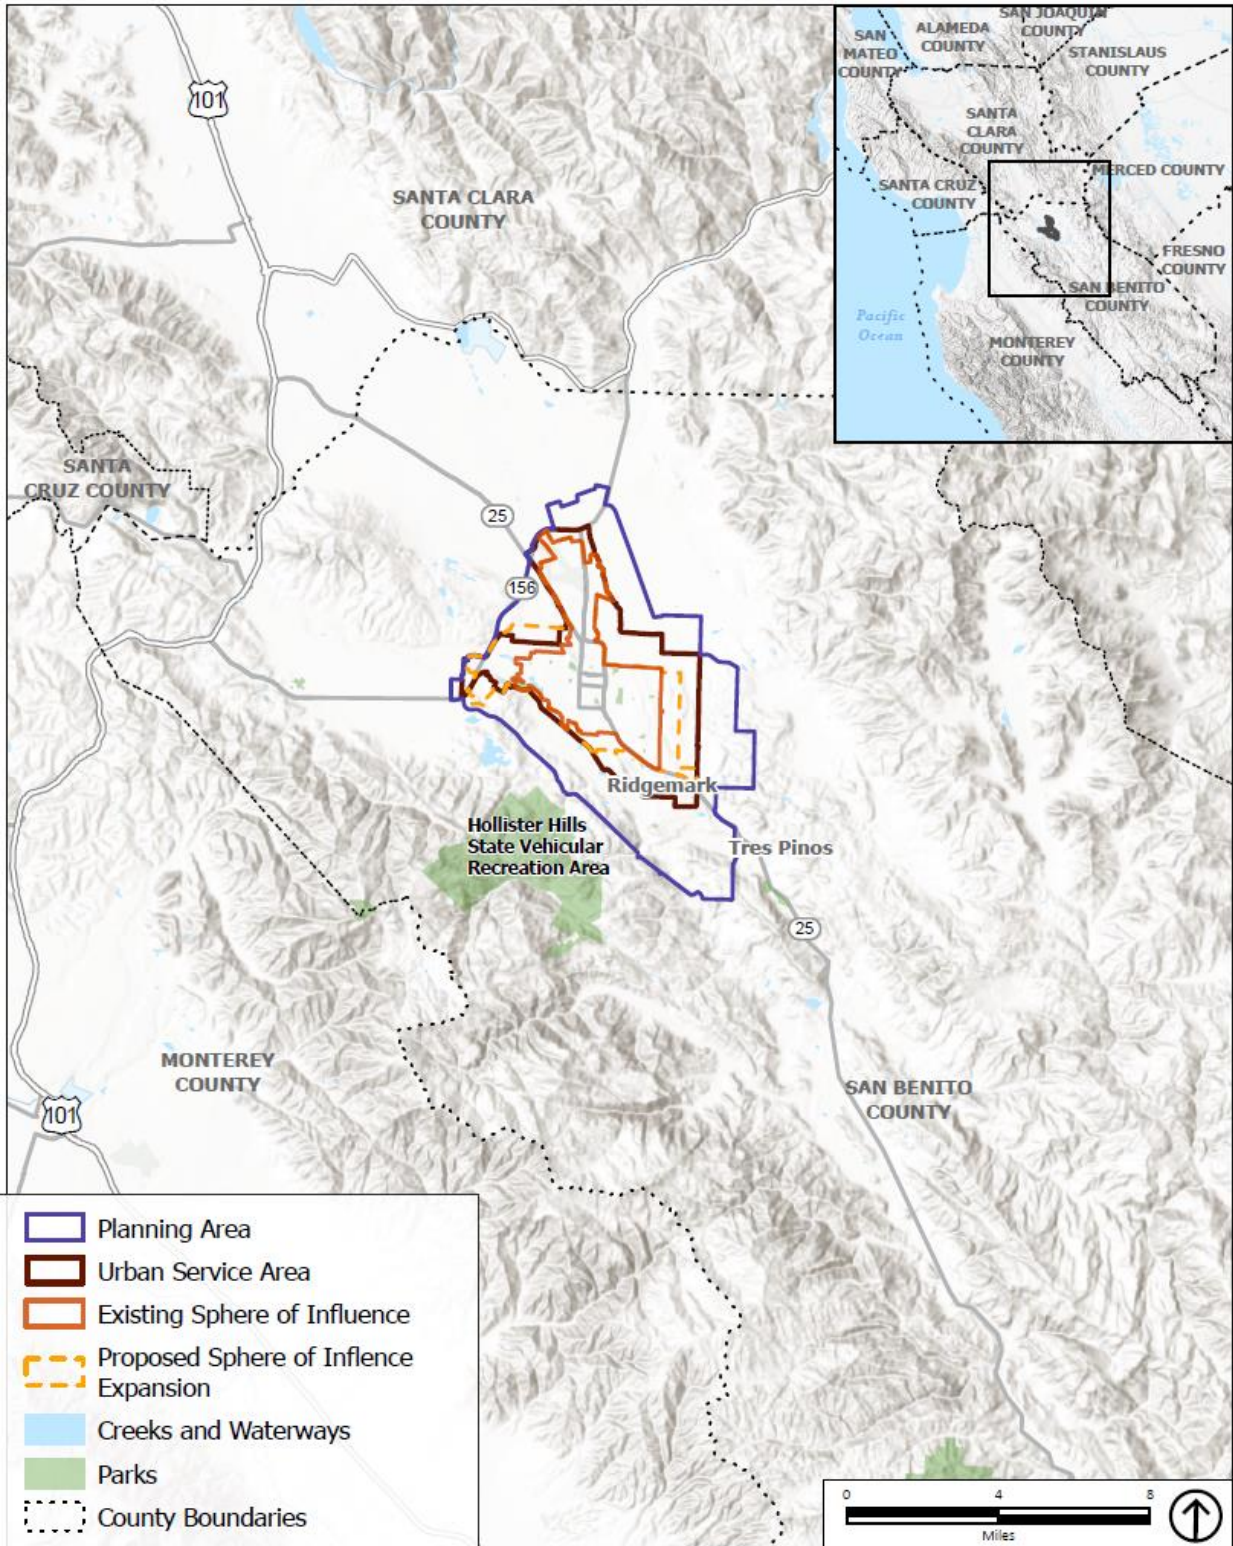 101
SANTA CLARA
COUNTY
SANTA
CRUZ COUNTY
25
156
Ridgemark
Hollister Hills
State Vehicular
Recreation Area
Tres Pinos
25
MONTEREY
COUNTY
SAN BENITO
COUNTY
101
SAN JOAQUIN
COUNTY
ALAMEDA
COUNTY
SAN
MATEO
COUNTY
STANISLAUS
COUNTY
SANTA
CLARA
COUNTY
MERCED COUNTY
SANTA CRUZ
COUNTY
FRESNO
COUNTY
SAN BENITO
COUNTY
Pacific
Ocean
MONTEREY
COUNTY
Planning Area
Urban Service Area
Existing Sphere of Influence
Proposed Sphere of Inflence
Expansion
Creeks and Waterways
Parks
County Boundaries
0 4 8
Miles